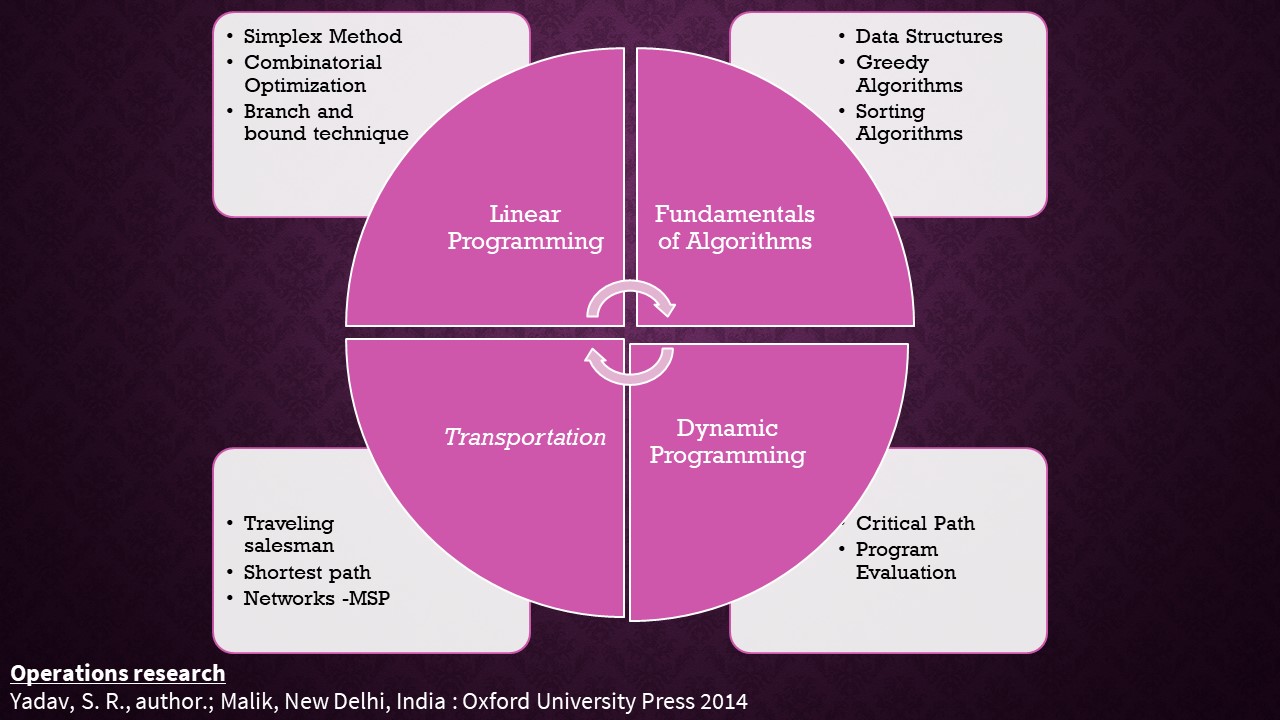 • Simplex Method
• Combinatorial
Optimization
• Branch and
bound technique
• Data Structures
• Greedy
Algorithms
• Sorting
Algorithms
Linear
Programming
Fundamentals
of Algorithms
Transportation
Dynamic
Programming
• Traveling
salesman
• Shortest path
• Networks -MSP
• Critical Path
• Program
Evaluation
Operations research
Yadav, S. R., author.; Malik, New Delhi, India : Oxford University Press 2014